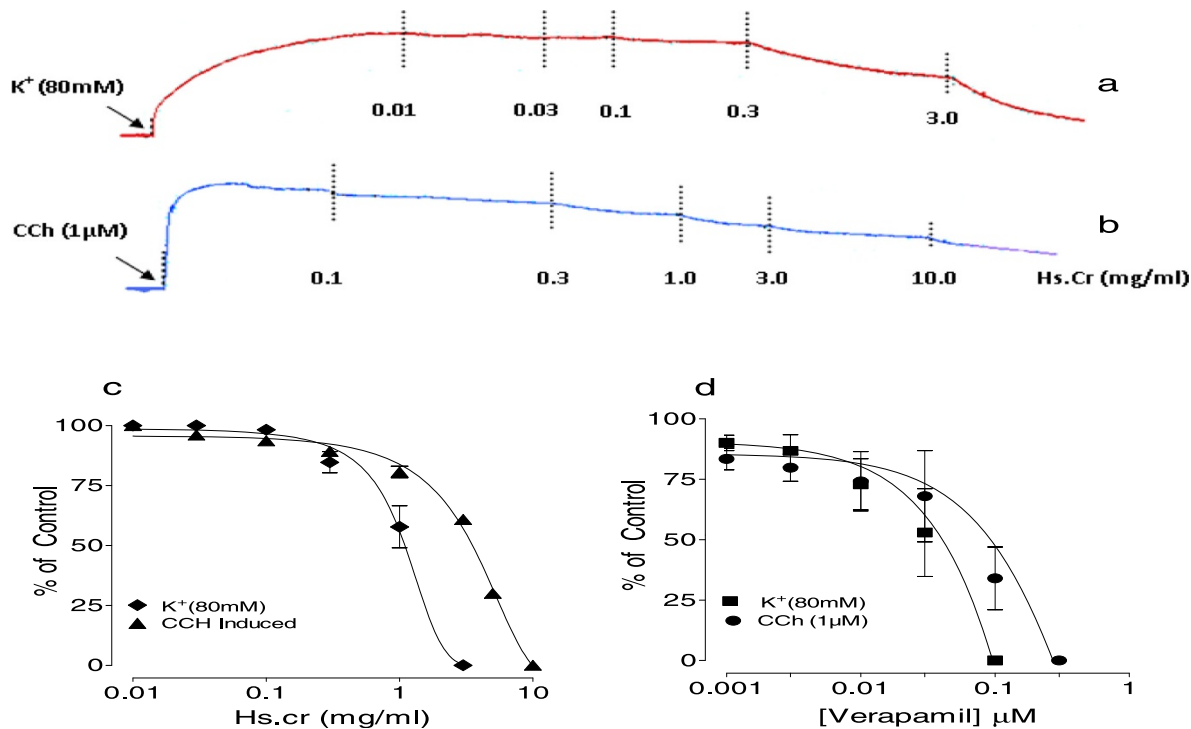 a
K⁺ (80mM)
0.01 0.03 0.1 0.3 3.0
b
CCh (1µM)
0.1 0.3 1.0 3.0 10.0 Hs.Cr (mg/ml)
c
% of Control
100
75
50
25
0
K⁺(80mM)
CCH Induced
0.01 0.1 1 10
Hs.cr (mg/ml)
d
% of Control
100
75
50
25
0
K⁺(80mM)
CCh (1µM)
0.001 0.01 0.1 1
[Verapamil] µM